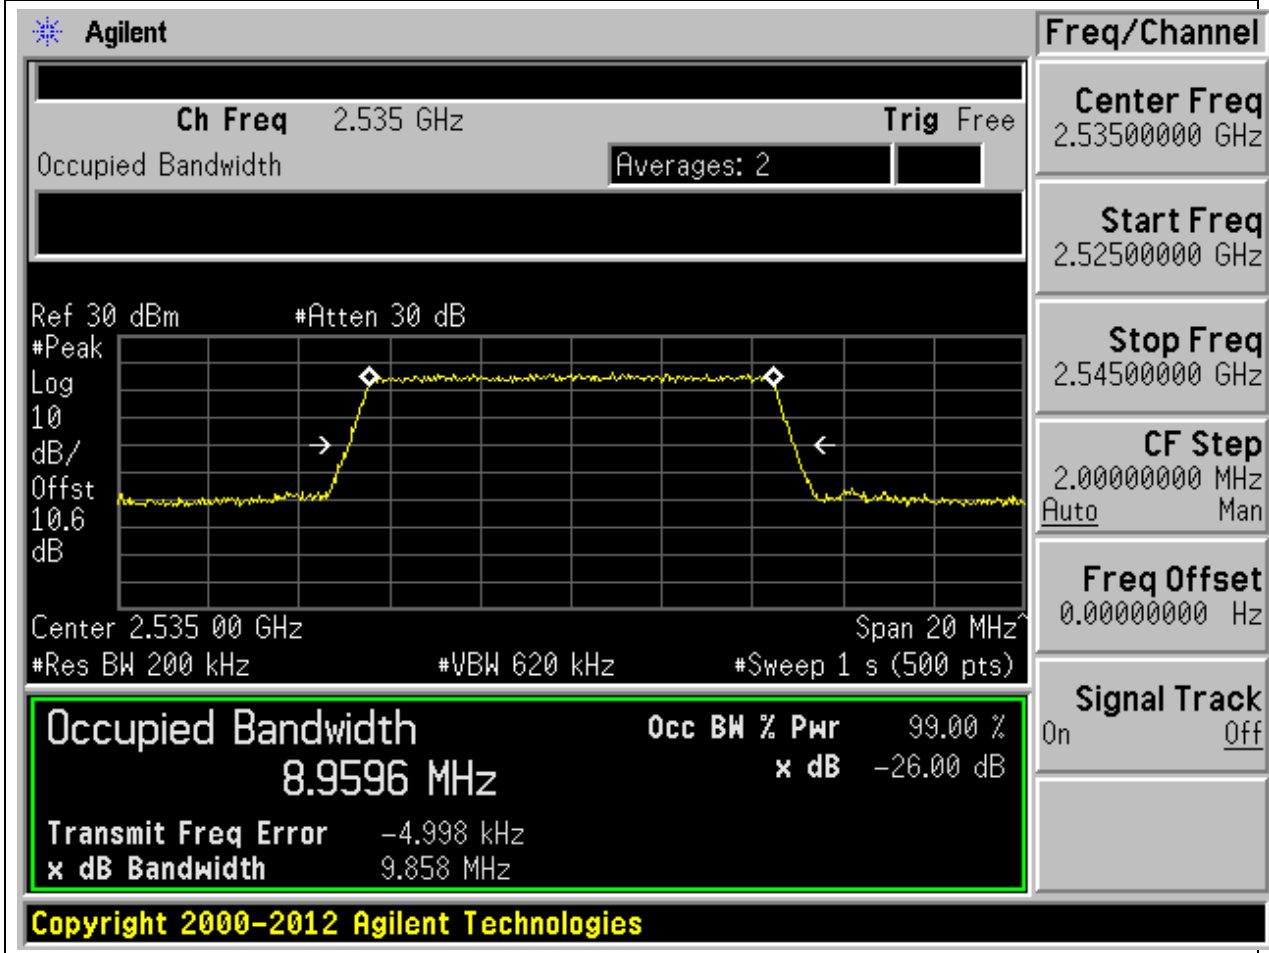 Agilent
Freq/Channel
Ch Freq 2.535 GHz Trig Free
Occupied Bandwidth Averages: 2
Ref 30 dBm #Atten 30 dB
#Peak
Log
10
dB/
Offst
10.6
dB
Center 2.535 00 GHz Span 20 MHz^
#Res BW 200 kHz #VBW 620 kHz #Sweep 1 s (500 pts)
Occupied Bandwidth Occ BW % Pwr 99.00 %
8.9596 MHz x dB -26.00 dB
Transmit Freq Error -4.998 kHz
x dB Bandwidth 9.858 MHz
Copyright 2000-2012 Agilent Technologies
Center Freq
2.53500000 GHz
Start Freq
2.52500000 GHz
Stop Freq
2.54500000 GHz
CF Step
2.00000000 MHz
Auto Man
Freq Offset
0.00000000 Hz
Signal Track
On Off